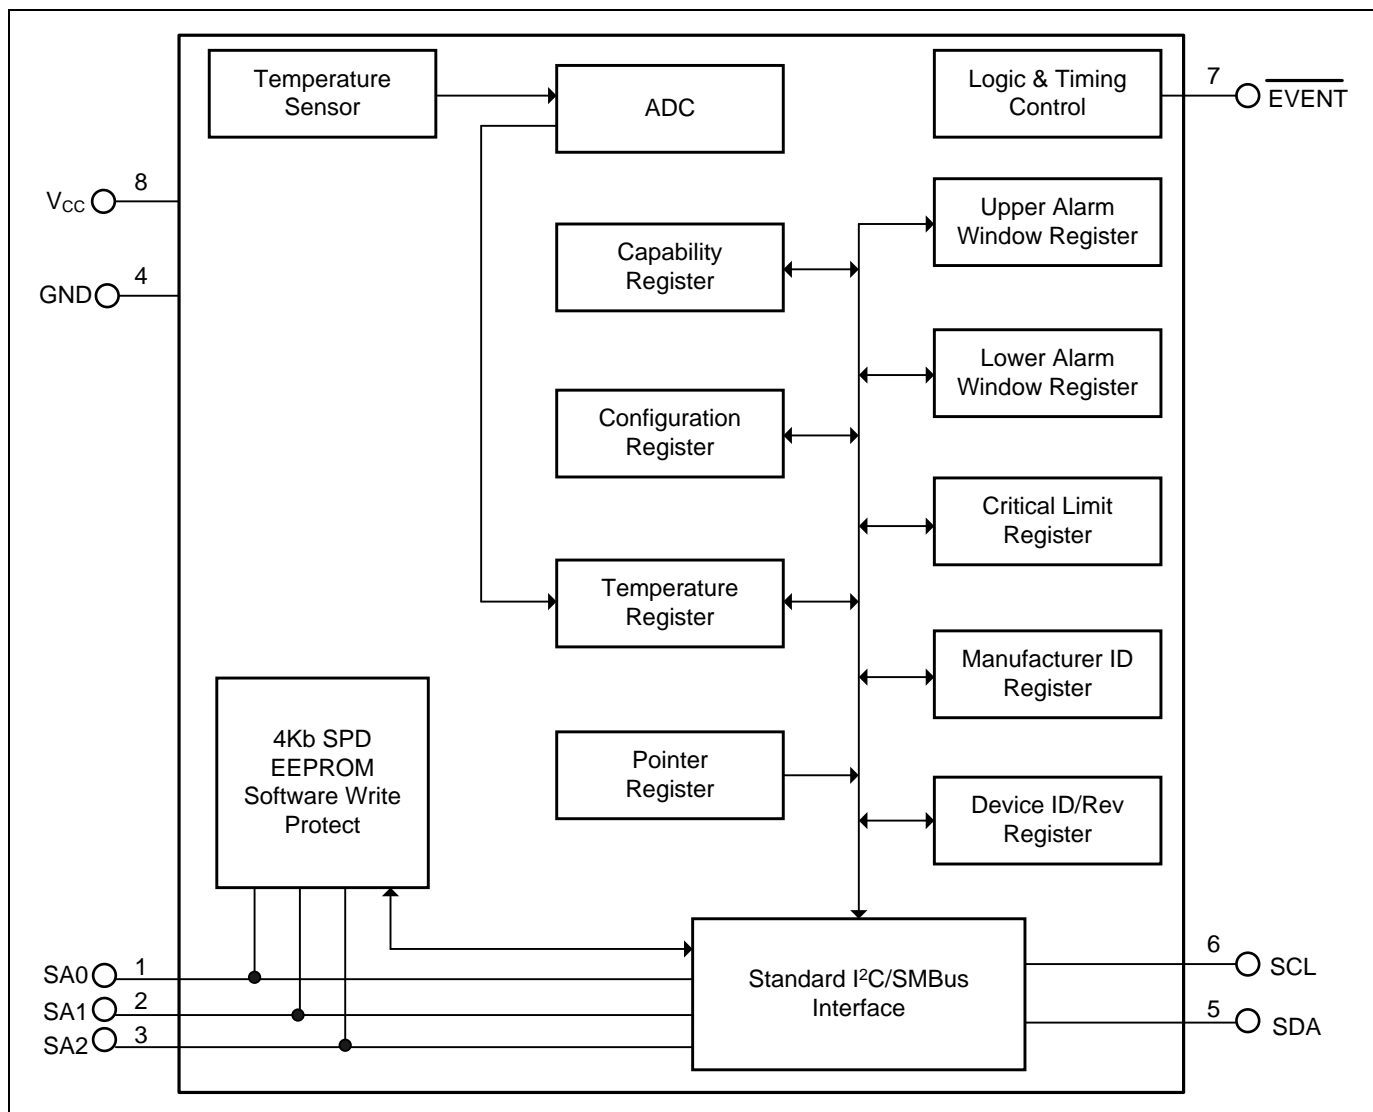 Temperature
Sensor
ADC
Logic & Timing
Control
7
EVENT
8
VCC
4
GND
Upper Alarm
Window Register
Capability
Register
Lower Alarm
Window Register
Configuration
Register
Critical Limit
Register
Temperature
Register
Manufacturer ID
Register
4Kb SPD
EEPROM
Software Write
Protect
Pointer
Register
Device ID/Rev
Register
SA0
1
SA1
2
SA2
3
Standard I²C/SMBus
Interface
6
SCL
5
SDA